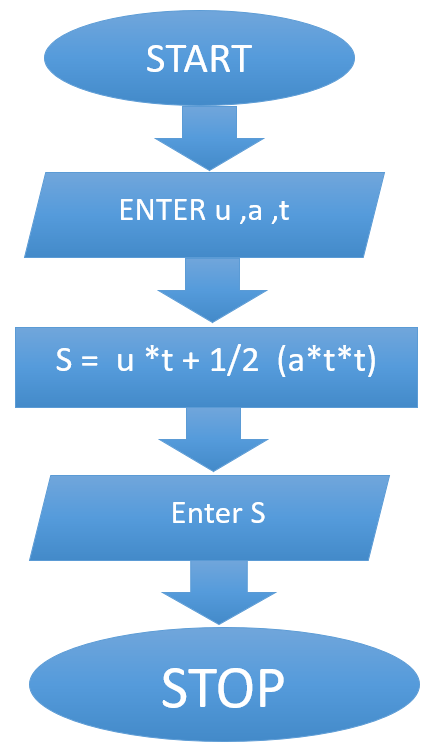 START
ENTER u ,a ,t
S = u *t + 1/2 (a*t*t)
Enter S
STOP